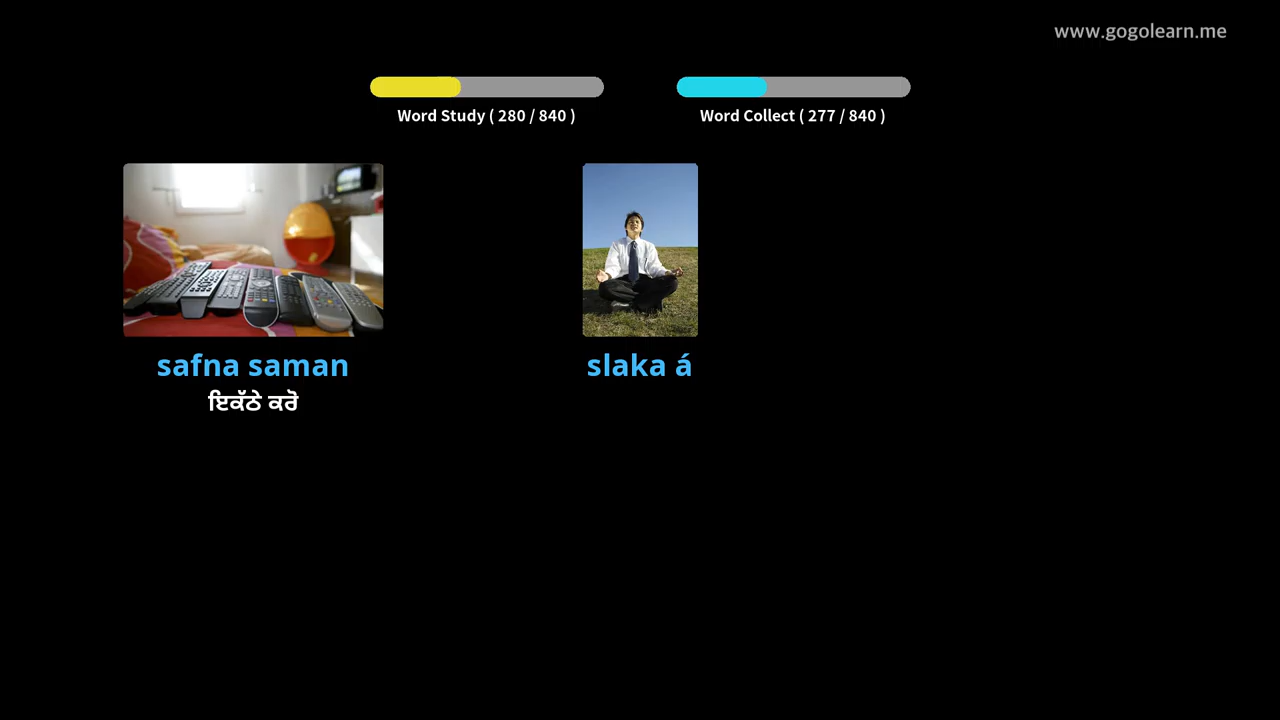 www.gogolearn.me
Word Study ( 280 / 840 )
Word Collect ( 277 / 840 )
safna saman
ਇਕੱਠੇ ਕਰੋ
slaka á